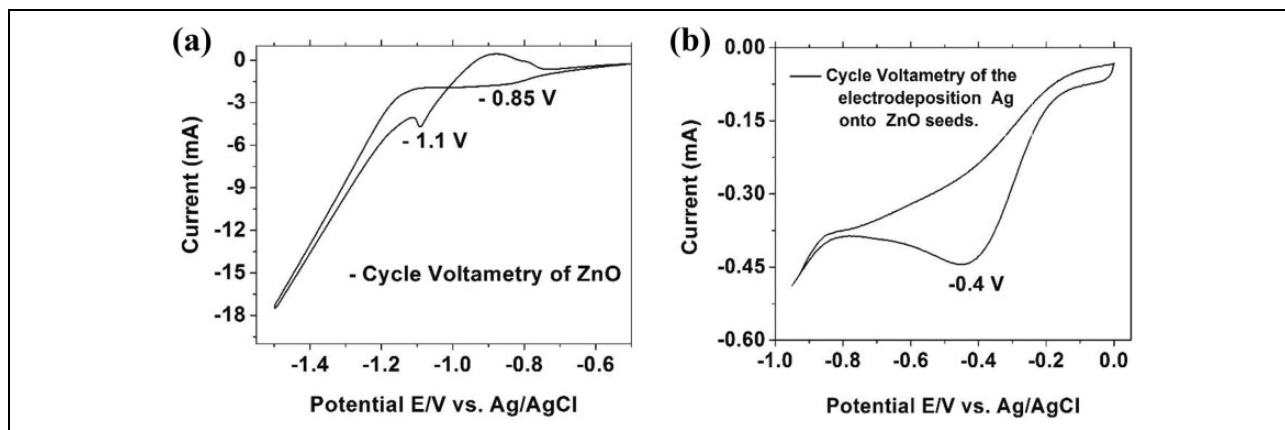 (a)
0
-3
-6
-9
-12
-15
-18
Current (mA)
- 0.85 V
- 1.1 V
- Cycle Voltametry of ZnO
-1.4
-1.2
-1.0
-0.8
-0.6
Potential E/V vs. Ag/AgCl
(b)
0.00
-0.15
-0.30
-0.45
-0.60
Current (mA)
Cycle Voltametry of the
electrodeposition Ag
onto ZnO seeds.
-0.4 V
-1.0
-0.8
-0.6
-0.4
-0.2
0.0
Potential E/V vs. Ag/AgCl